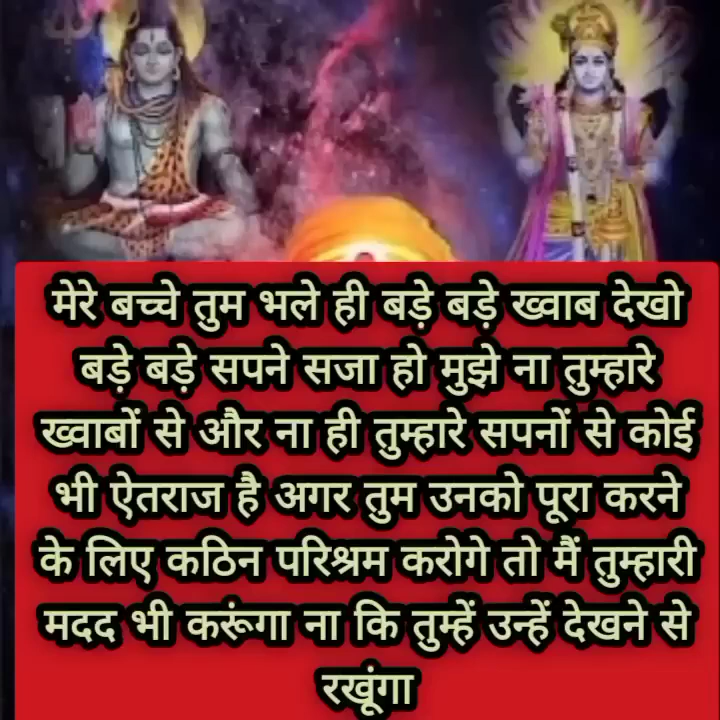 मेरे बच्चे तुम भले ही बड़े बड़े ख्वाब देखो
बड़े बड़े सपने सजा हो मुझे ना तुम्हारे
ख्वाबों से और ना ही तुम्हारे सपनों से कोई
भी ऐतराज है अगर तुम उनको पूरा करने
के लिए कठिन परिश्रम करोगे तो मैं तुम्हारी
मदद भी करूंगा ना कि तुम्हें उन्हें देखने से
रखूंगा